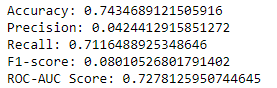 Accuracy: 0.7434689121505916
Precision: 0.0424412915851272
Recall: 0.7116488925348646
F1-score: 0.08010526801791402
ROC-AUC Score: 0.7278125950744645